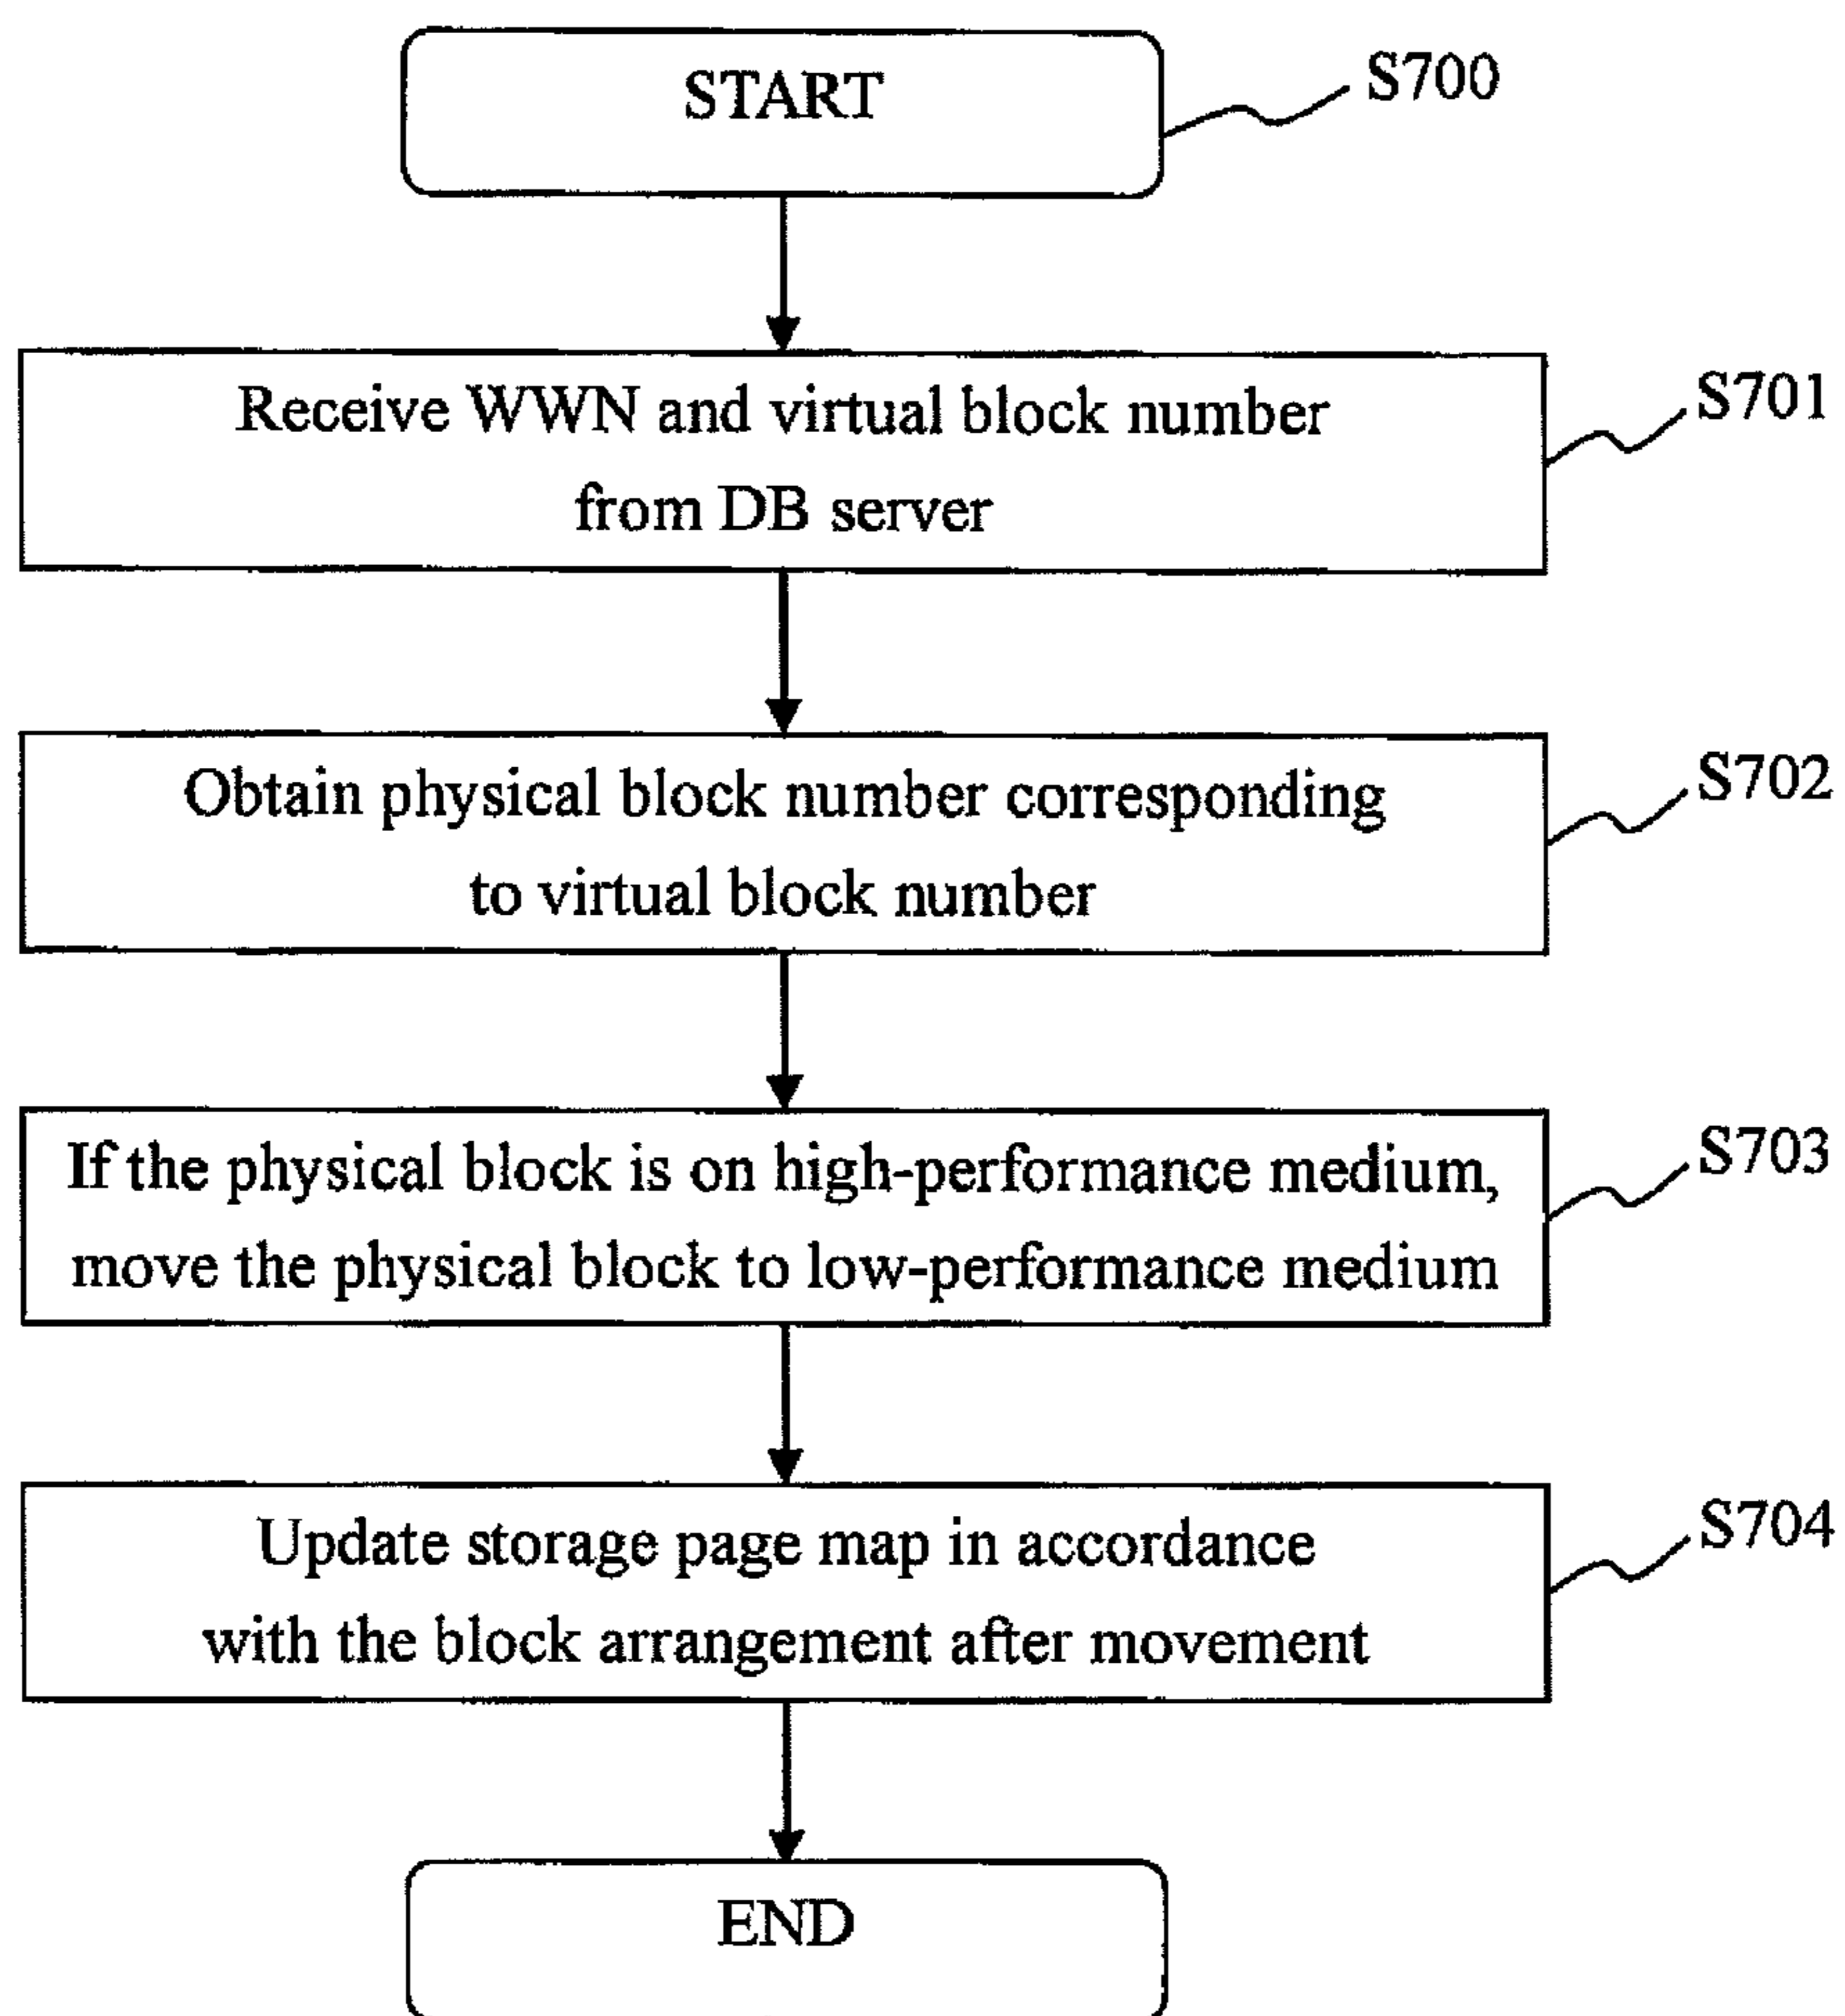 START
S700
Receive WWN and virtual block number
from DB server
S701
Obtain physical block number corresponding
to virtual block number
S702
If the physical block is on high-performance medium,
move the physical block to low-performance medium
S703
Update storage page map in accordance
with the block arrangement after movement
S704
END